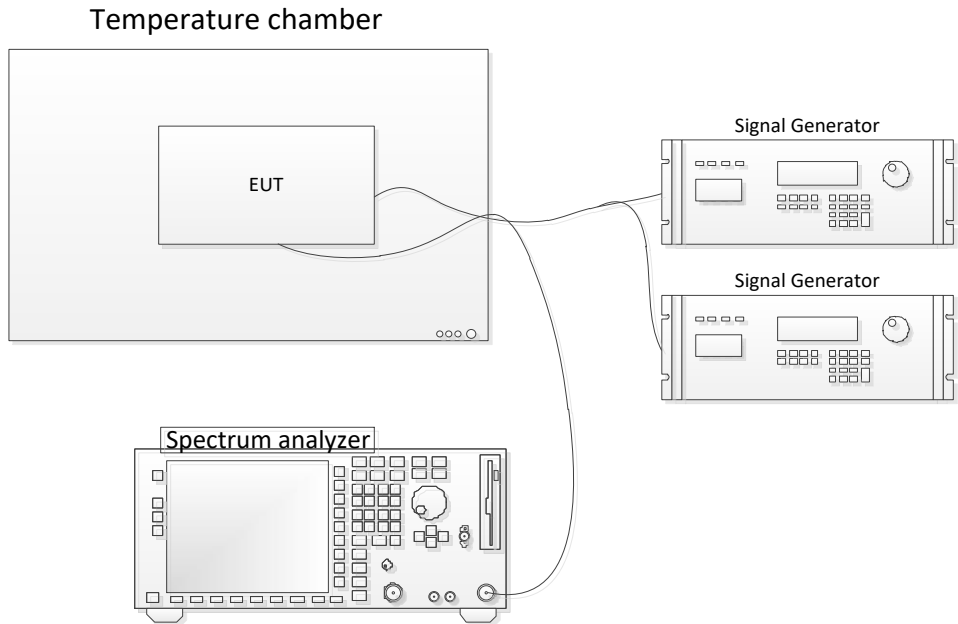 Temperature chamber
EUT
Signal Generator
Signal Generator
Spectrum analyzer